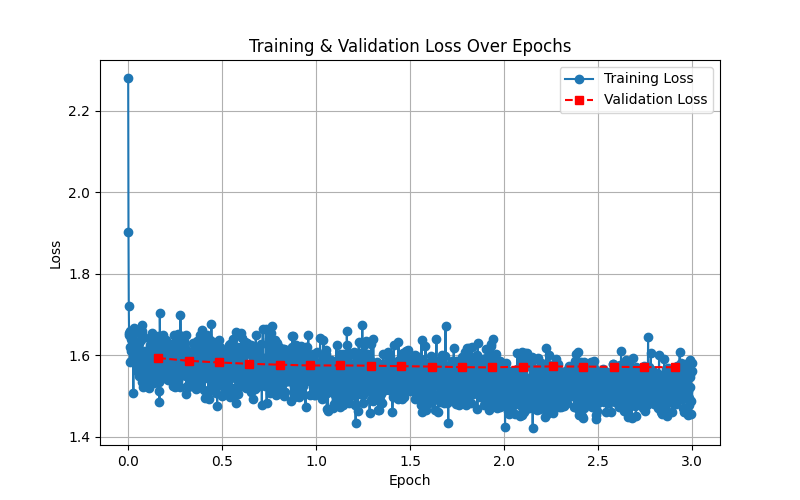 Training & Validation Loss Over Epochs
Training Loss
Validation Loss
2.2
2.0
1.8
1.6
1.4
Loss
0.0 0.5 1.0 1.5 2.0 2.5 3.0
Epoch